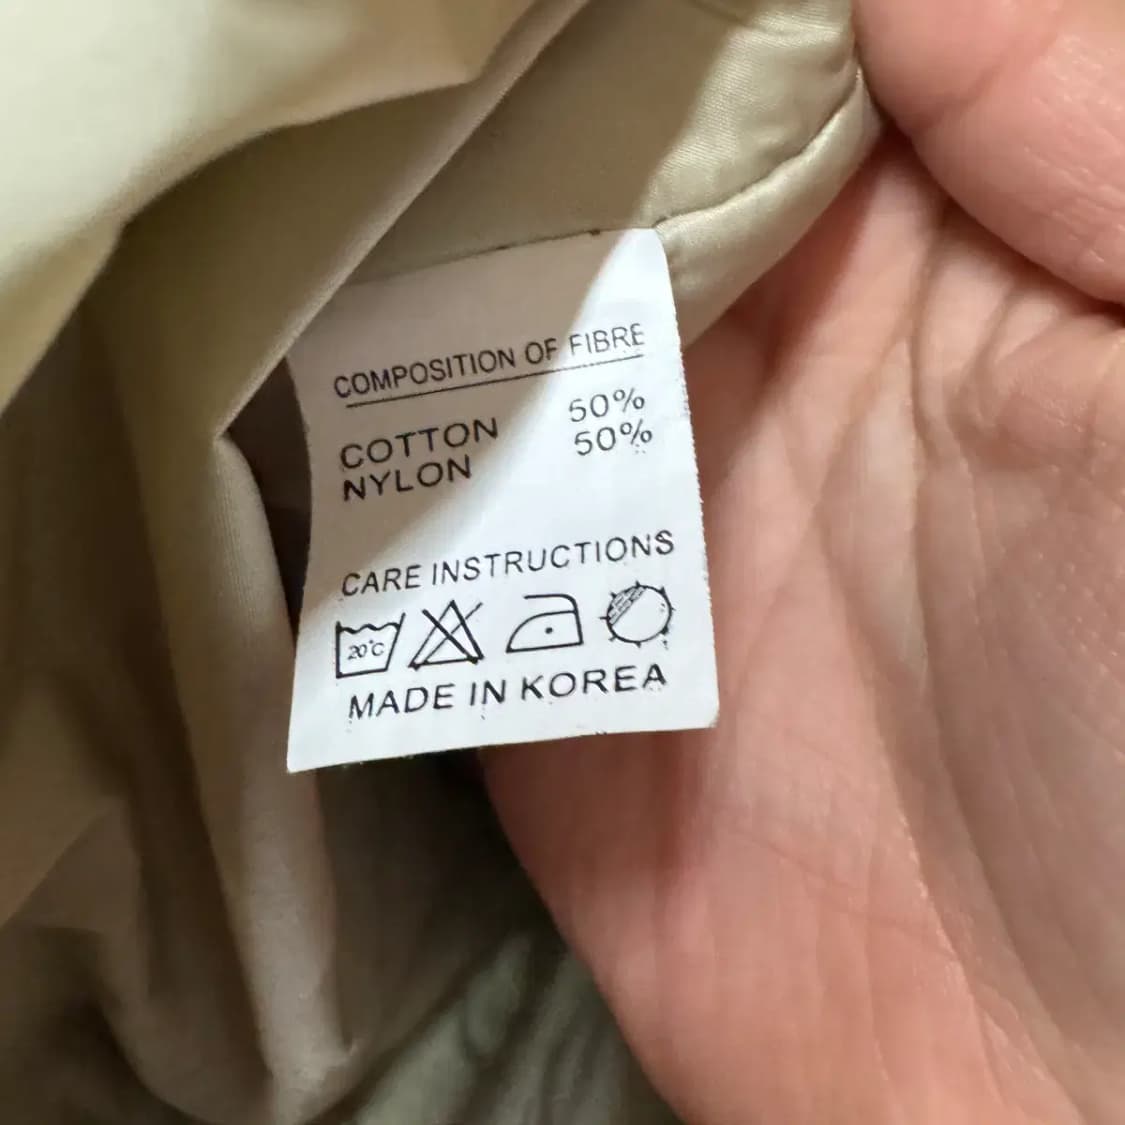 COMPOSITION OF FIBRE
COTTON 50%
NYLON 50%
CARE INSTRUCTIONS
20°C
MADE IN KOREA